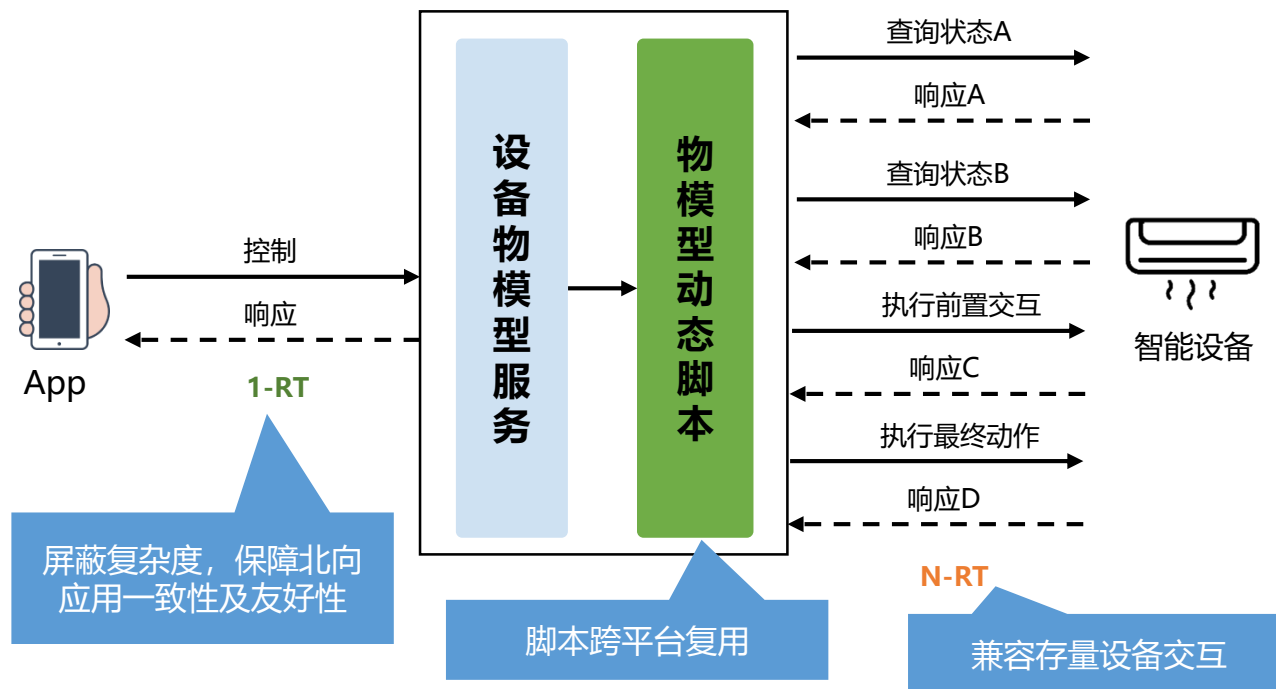 控制
响应
App
1-RT
屏蔽复杂度，保障北向
应用一致性及友好性
设备物模型服务
物模型动态脚本
脚本跨平台复用
查询状态A
响应A
查询状态B
响应B
执行前置交互
响应C
执行最终动作
响应D
N-RT
兼容存量设备交互
智能设备